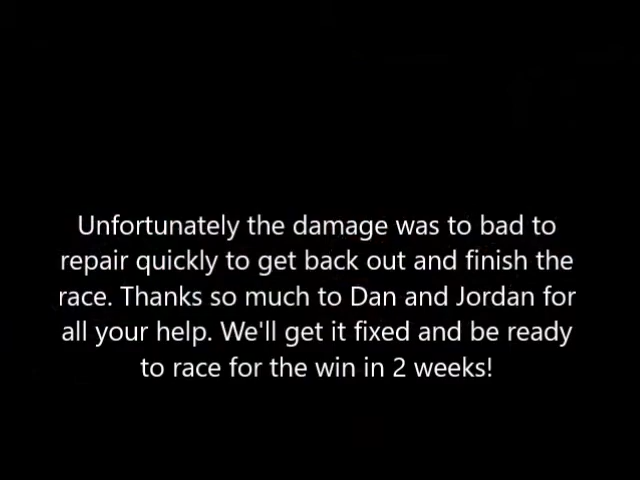 Unfortunately the damage was to bad to
repair quickly to get back out and finish the
race. Thanks so much to Dan and Jordan for
all your help. We'll get it fixed and be ready
to race for the win in 2 weeks!